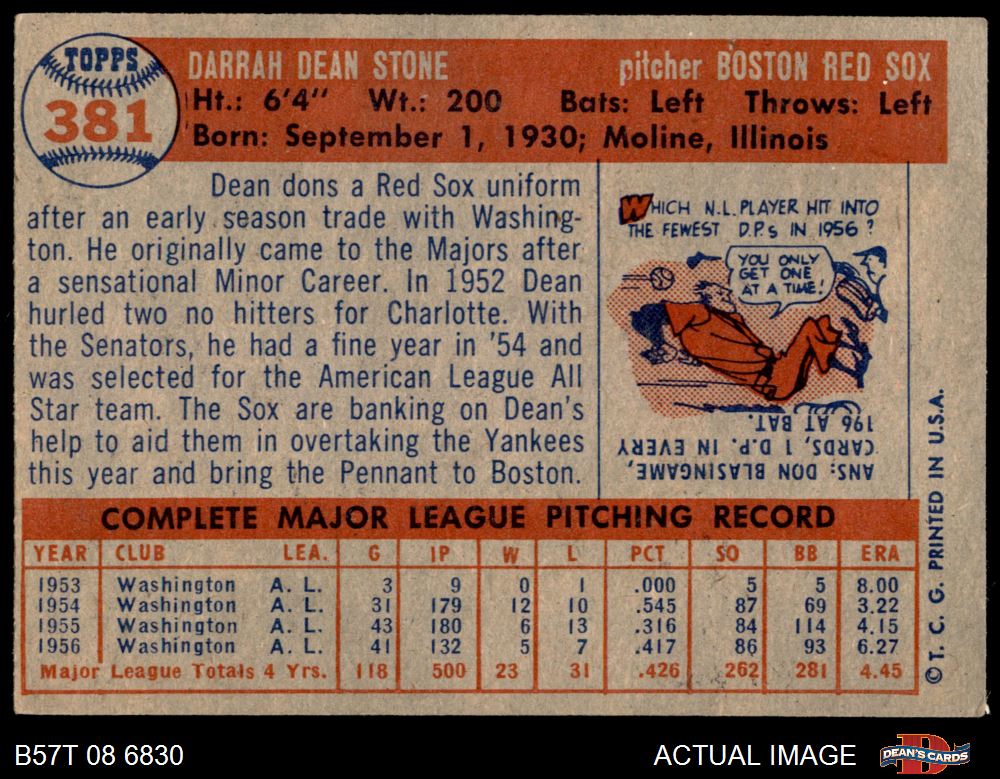 TOPPS
381
DARRAH DEAN STONE pitcher BOSTON RED SOX
Ht.: 6'4" Wt.: 200 Bats: Left Throws: Left
Born: September 1, 1930; Moline, Illinois
Dean dons a Red Sox uniform
after an early season trade with Washing-
ton. He originally came to the Majors after
a sensational Minor Career. In 1952 Dean
hurled two no hitters for Charlotte. With
the Senators, he had a fine year in '54 and
was selected for the American League All
Star team. The Sox are banking on Dean's
help to aid them in overtaking the Yankees
this year and bring the Pennant to Boston.
WHICH N.L. PLAYER HIT INTO
THE FEWEST D.P.s IN 1956?
YOU ONLY
GET ONE
AT A TIME!
ANS: DON BLASINGAME,
CARDS, 1 D.P. IN EVERY
196 AT BAT.
COMPLETE MAJOR LEAGUE PITCHING RECORD
YEAR CLUB LEA. G IP W L PCT SO BB ERA
1953 Washington A. L. 3 9 0 1 .000 5 5 8.00
1954 Washington A. L. 31 179 12 10 .545 87 69 3.22
1955 Washington A. L. 43 180 6 13 .316 84 114 4.15
1956 Washington A. L. 41 132 5 7 .417 86 93 6.27
Major League Totals 4 Yrs. 118 500 23 31 .426 262 281 4.45
© T. C. G. PRINTED IN U.S.A.
B57T 08 6830 ACTUAL IMAGE DEAN'S CARDS